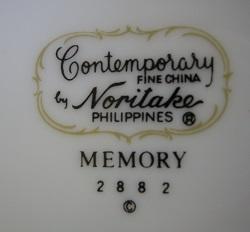 Contemporary
FINE CHINA
by Noritake
PHILIPPINES ®
MEMORY
2882
©